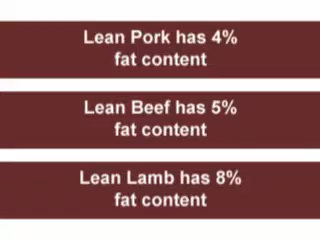 Lean Pork has 4%
fat content
Lean Beef has 5%
fat content
Lean Lamb has 8%
fat content